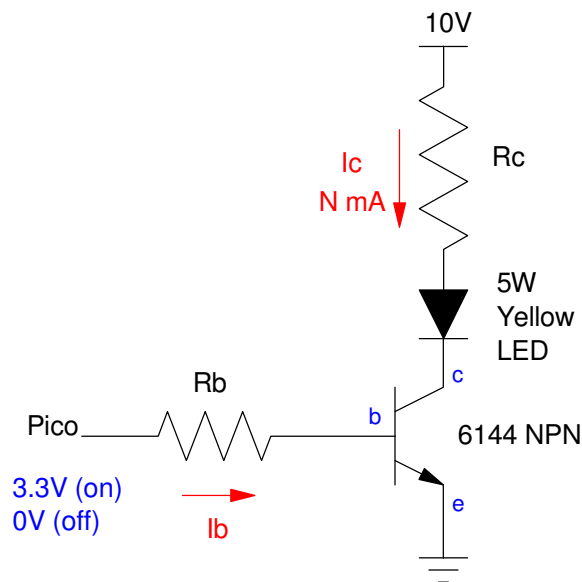 10V
Ic
N mA
Rc
5W
Yellow
LED
c
Rb
b
Pico
6144 NPN
3.3V (on)
0V (off)
Ib
e